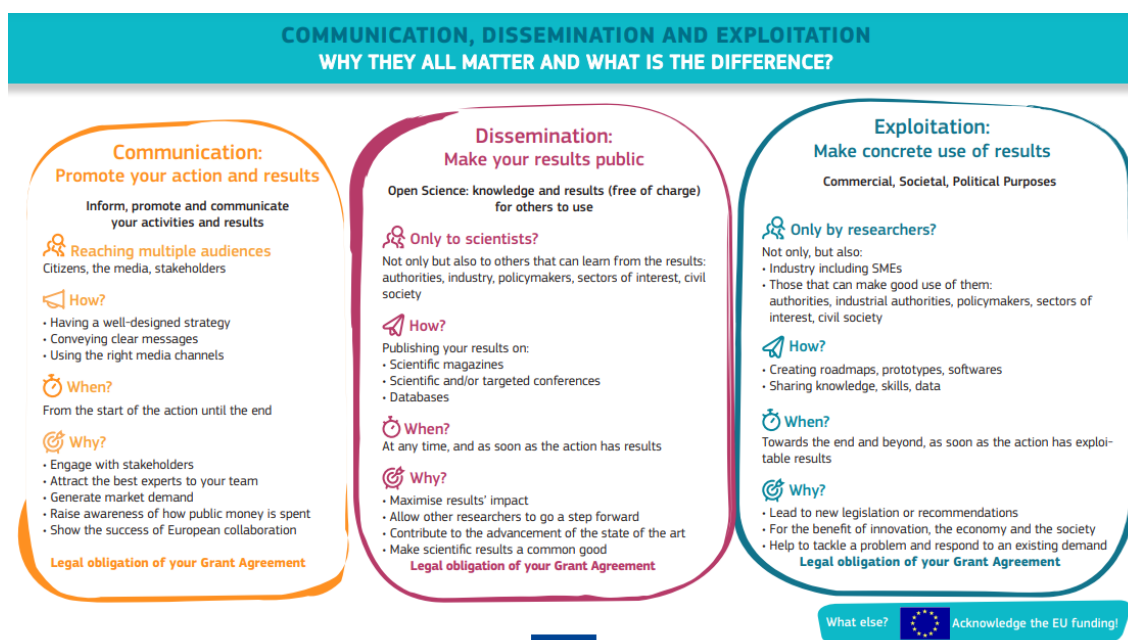 COMMUNICATION, DISSEMINATION AND EXPLOITATION
WHY THEY ALL MATTER AND WHAT IS THE DIFFERENCE?
Communication:
Promote your action and results
Inform, promote and communicate
your activities and results
Reaching multiple audiences
Citizens, the media, stakeholders
How?
• Having a well-designed strategy
• Conveying clear messages
• Using the right media channels
When?
From the start of the action until the end
Why?
• Engage with stakeholders
• Attract the best experts to your team
• Generate market demand
• Raise awareness of how public money is spent
• Show the success of European collaboration
Legal obligation of your Grant Agreement
Dissemination:
Make your results public
Open Science: knowledge and results (free of charge)
for others to use
Only to scientists?
Not only but also to others that can learn from the results:
authorities, industry, policymakers, sectors of interest, civil
society
How?
Publishing your results on:
• Scientific magazines
• Scientific and/or targeted conferences
• Databases
When?
At any time, and as soon as the action has results
Why?
• Maximise results' impact
• Allow other researchers to go a step forward
• Contribute to the advancement of the state of the art
• Make scientific results a common good
Legal obligation of your Grant Agreement
Exploitation:
Make concrete use of results
Commercial, Societal, Political Purposes
Only by researchers?
Not only, but also:
• Industry including SMEs
• Those that can make good use of them:
authorities, industrial authorities, policymakers, sectors of
interest, civil society
How?
• Creating roadmaps, prototypes, softwares
• Sharing knowledge, skills, data
When?
Towards the end and beyond, as soon as the action has exploi-
table results
Why?
• Lead to new legislation or recommendations
• For the benefit of innovation, the economy and the society
• Help to tackle a problem and respond to an existing demand
Legal obligation of your Grant Agreement
What else? Acknowledge the EU funding!